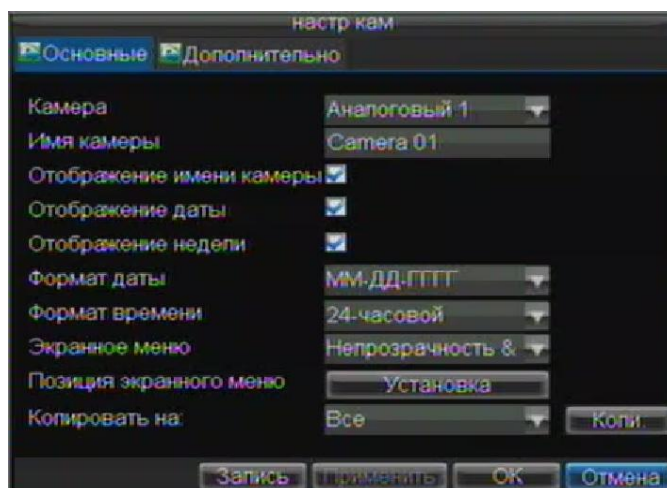 настр кам
Основные Дополнительно
Камера Аналоговый 1
Имя камеры Camera 01
Отображение имени камеры
Отображение даты
Отображение недели
Формат даты ММ-ДД-ГГГГ
Формат времени 24-часовой
Экранное меню Непрозрачность &
Позиция экранного меню Установка
Копировать на: Все Копи.
Запись Применить OK Отмена